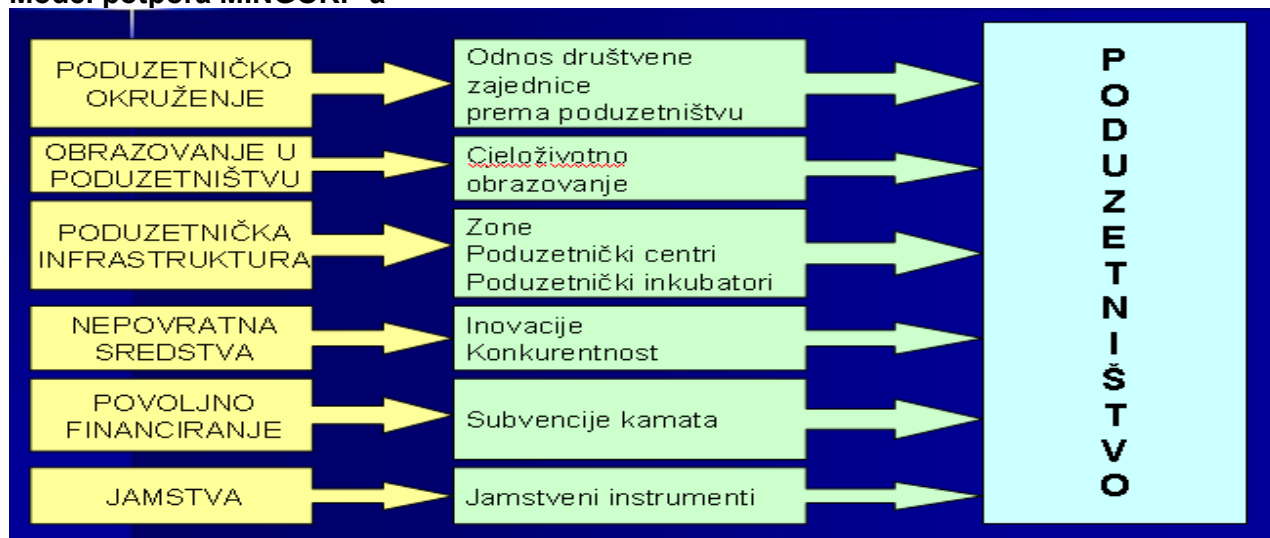 Model potpora MINGORP-a
PODUZETNIČKO
OKRUŽENJE
Odnos društvene
zajednice
prema poduzetništvu
OBRAZOVANJE U
PODUZETNIŠTVU
Cjeloživotno
obrazovanje
PODUZETNIČKA
INFRASTRUKTURA
Zone
Poduzetnički centri
Poduzetnički inkubatori
NEPOVRATNA
SREDSTVA
Inovacije
Konkurentnost
POVOLJNO
FINANCIRANJE
Subvencije kamata
JAMSTVA
Jamstveni instrumenti
PODUZETNIŠTVO